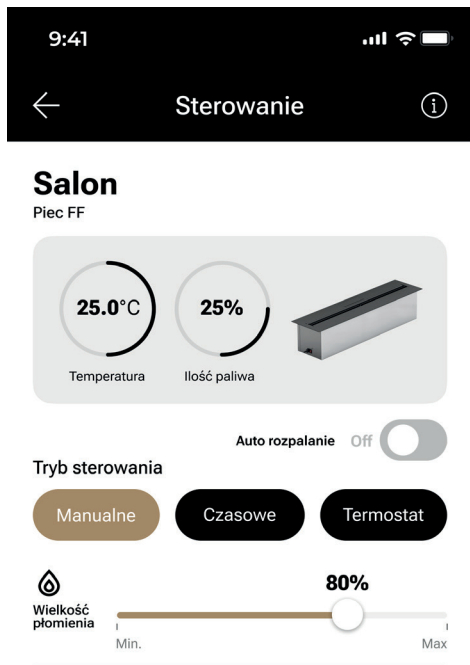 9:41
Sterowanie
Salon
Piec FF
25.0°C
25%
Temperatura
Ilość paliwa
Auto rozpalanie Off
Tryb sterowania
Manualne Czasowe Termostat
80%
Wielkość
płomienia
Min. Max